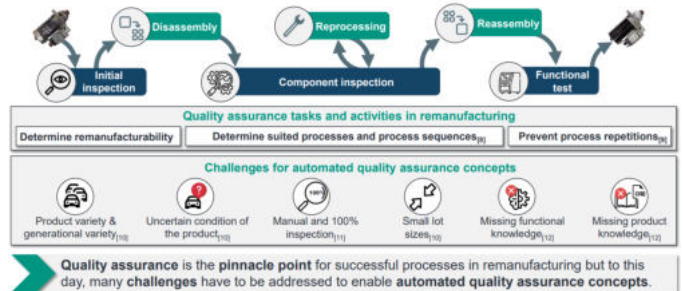 Disassembly
Reprocessing
Reassembly
Initial
inspection
Component inspection
Functional
test
Quality assurance tasks and activities in remanufacturing
Determine remanufacturability
Determine suited processes and process sequences[8]
Prevent process repetitions[9]
Challenges for automated quality assurance concepts
100%
Product variety &
generational variety[10]
Uncertain condition of
the product[10]
Manual and 100%
inspection[11]
Small lot
sizes[10]
Missing functional
knowledge[12]
Missing product
knowledge[12]
Quality assurance is the pinnacle point for successful processes in remanufacturing but to this
day, many challenges have to be addressed to enable automated quality assurance concepts.